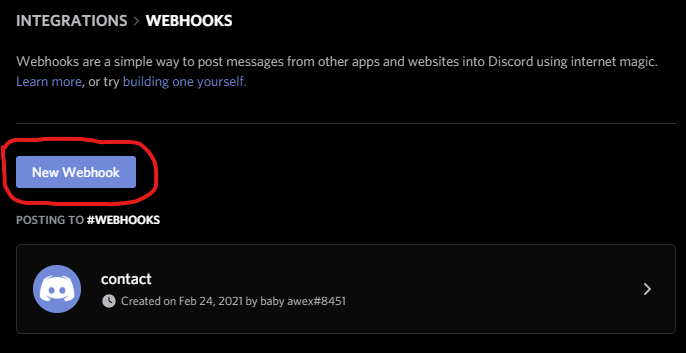 INTEGRATIONS > WEBHOOKS
Webhooks are a simple way to post messages from other apps and websites into Discord using internet magic.
Learn more, or try building one yourself.
New Webhook
POSTING TO #WEBHOOKS
contact
Created on Feb 24, 2021 by baby awex#8451